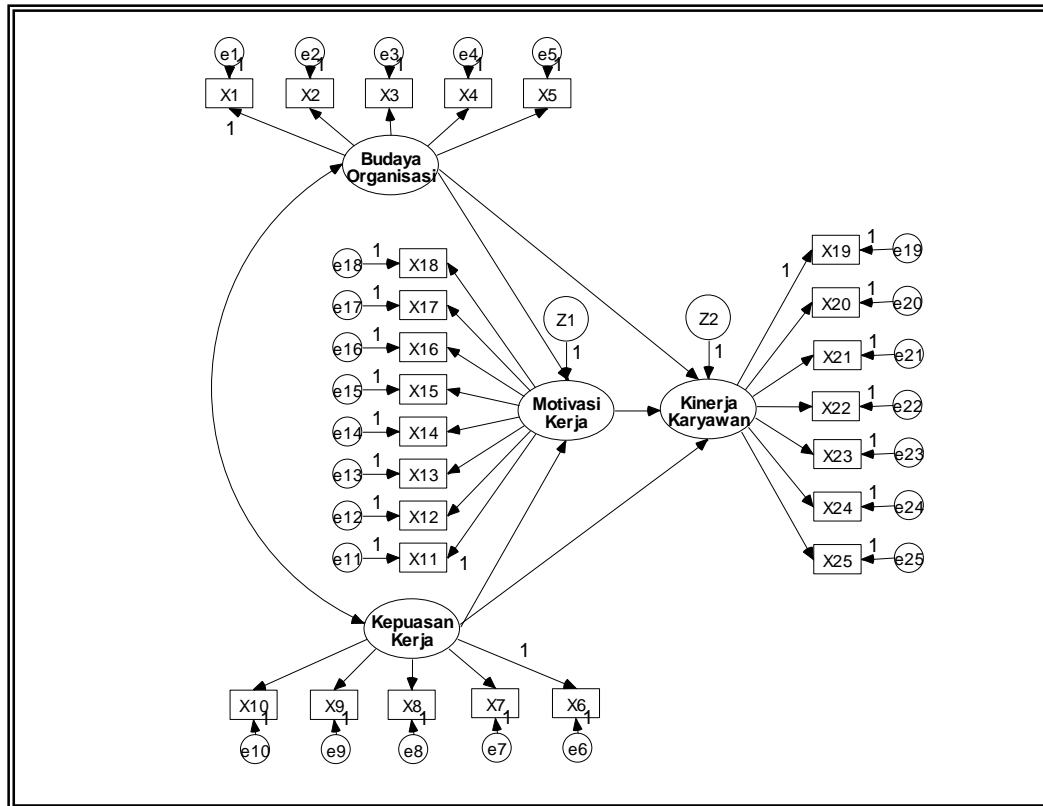 e1 e2 e3 e4 e5
1 1 1 1 1
X1 X2 X3 X4 X5
1
Budaya
Organisasi
e18 1 X18
e17 1 X17
e16 1 X16
e15 1 X15
e14 1 X14
e13 1 X13
e12 1 X12
e11 1 X11
1
Z1
1
Motivasi
Kerja
Z2
1
Kinerja
Karyawan
1
X19 1 e19
X20 1 e20
X21 1 e21
X22 1 e22
X23 1 e23
X24 1 e24
X25 1 e25
Kepuasan
Kerja
1
X10 X9 X8 X7 X6
1 1 1 1 1
e10 e9 e8 e7 e6